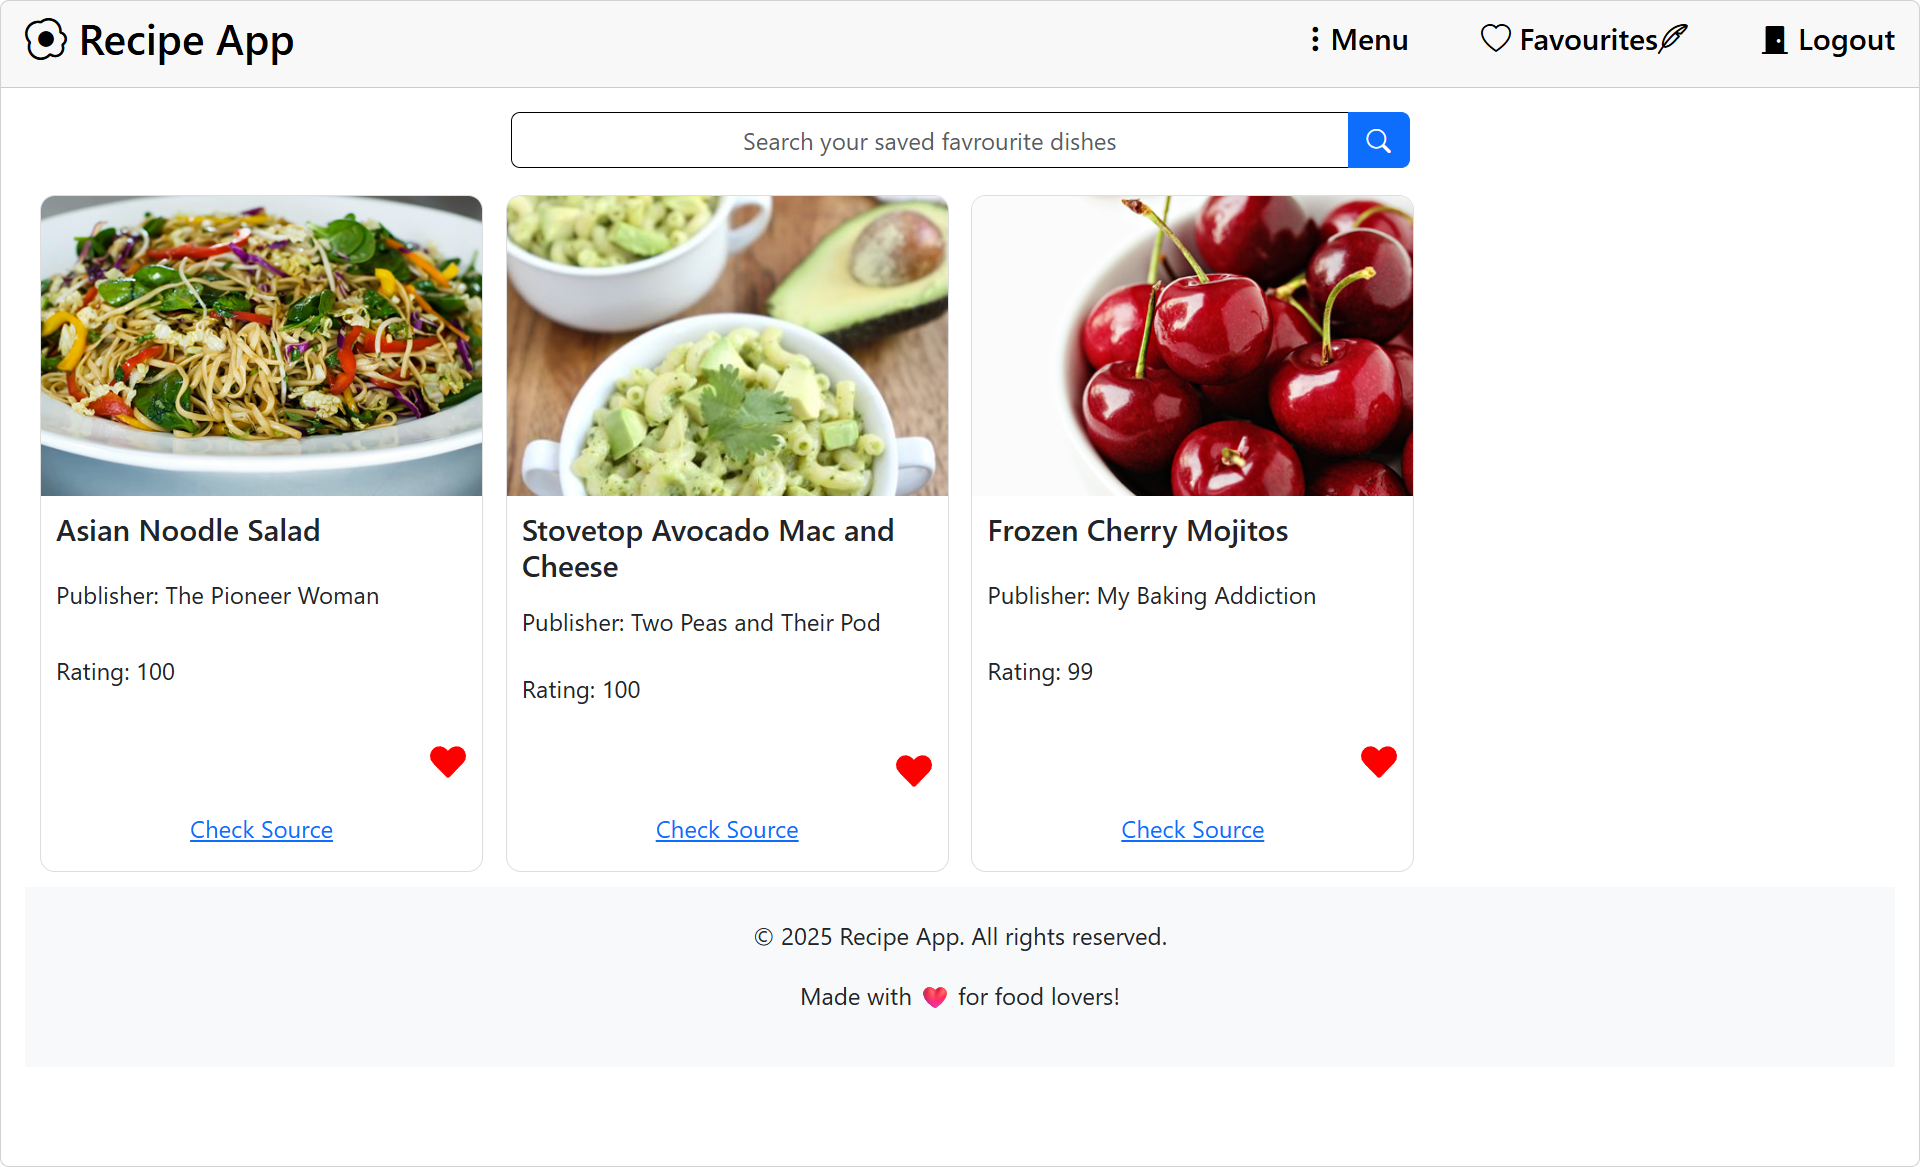 Recipe App
Menu
Favourites
Logout
Search your saved favrourite dishes
Asian Noodle Salad
Publisher: The Pioneer Woman
Rating: 100
Check Source
Stovetop Avocado Mac and
Cheese
Publisher: Two Peas and Their Pod
Rating: 100
Check Source
Frozen Cherry Mojitos
Publisher: My Baking Addiction
Rating: 99
Check Source
© 2025 Recipe App. All rights reserved.
Made with ❤️ for food lovers!